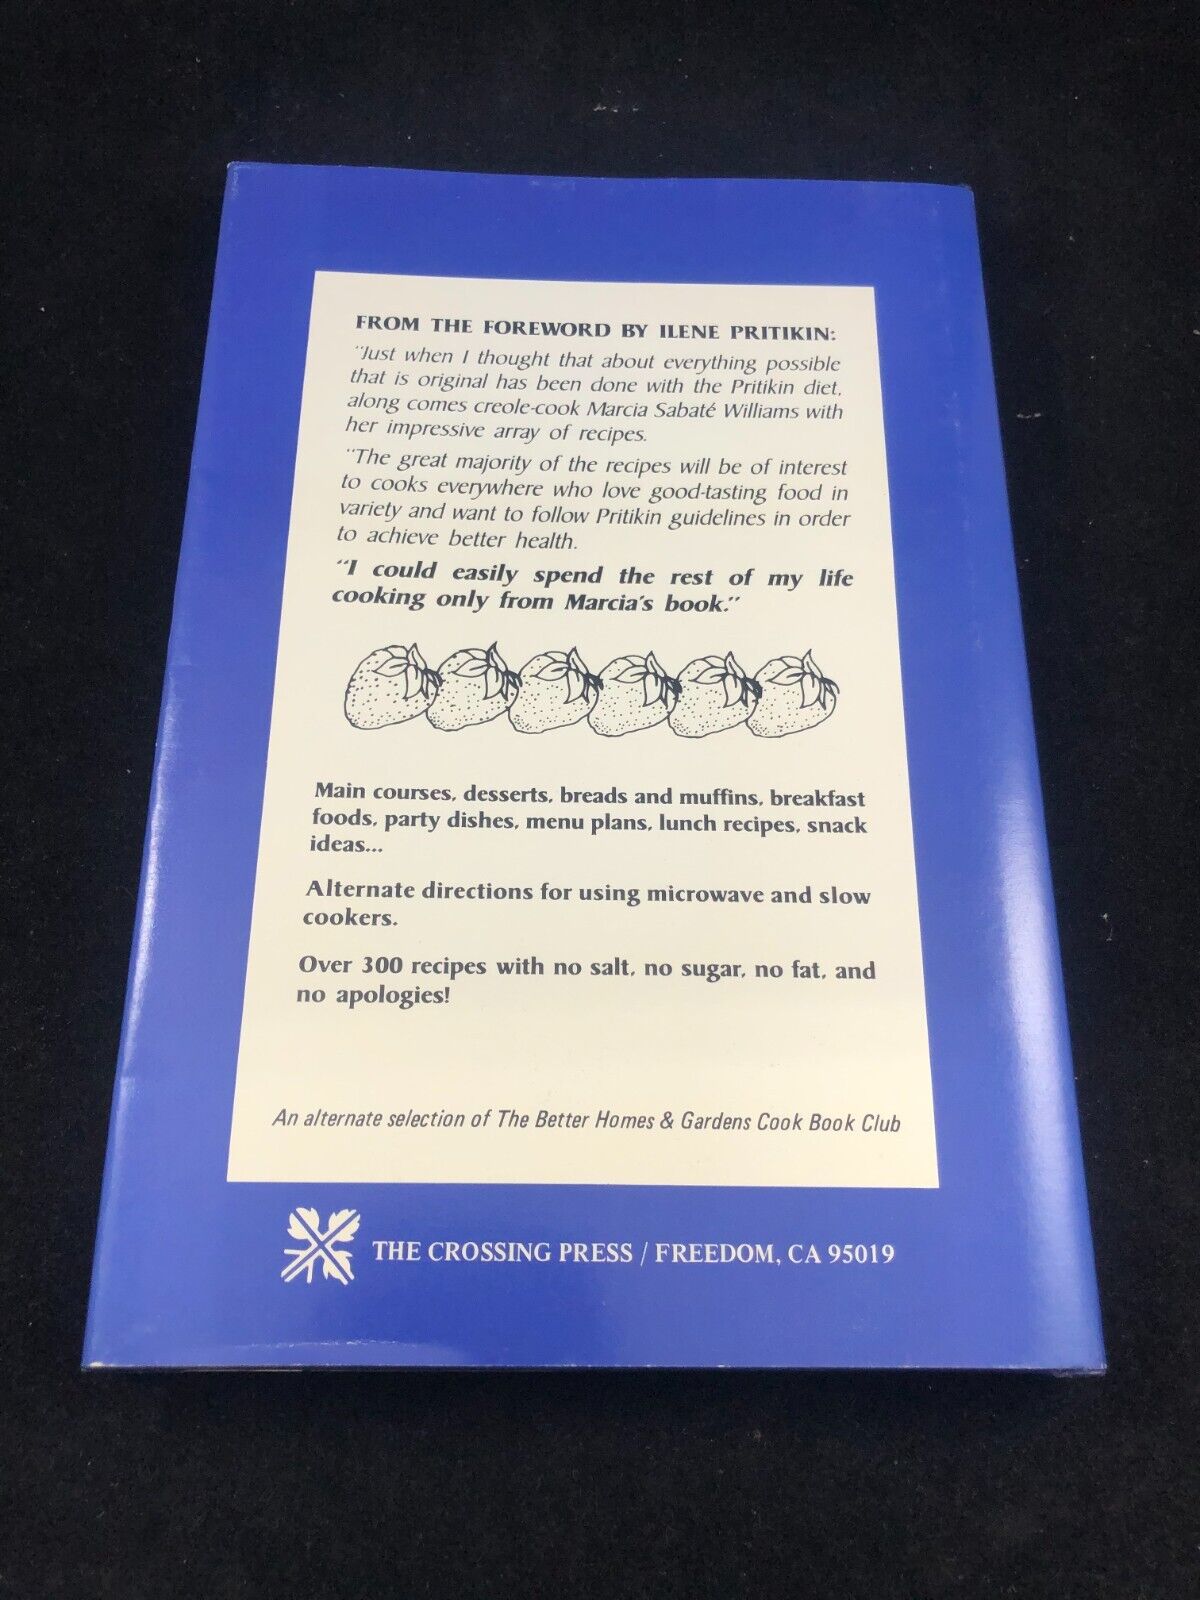 FROM THE FOREWORD BY ILENE PRITIKIN:
"Just when I thought that about everything possible
that is original has been done with the Pritikin diet,
along comes creole-cook Marcia Sabaté Williams with
her impressive array of recipes.
"The great majority of the recipes will be of interest
to cooks everywhere who love good-tasting food in
variety and want to follow Pritikin guidelines in order
to achieve better health.
"I could easily spend the rest of my life
cooking only from Marcia's book."
Main courses, desserts, breads and muffins, breakfast
foods, party dishes, menu plans, lunch recipes, snack
ideas...
Alternate directions for using microwave and slow
cookers.
Over 300 recipes with no salt, no sugar, no fat, and
no apologies!
An alternate selection of The Better Homes & Gardens Cook Book Club
THE CROSSING PRESS / FREEDOM, CA 95019